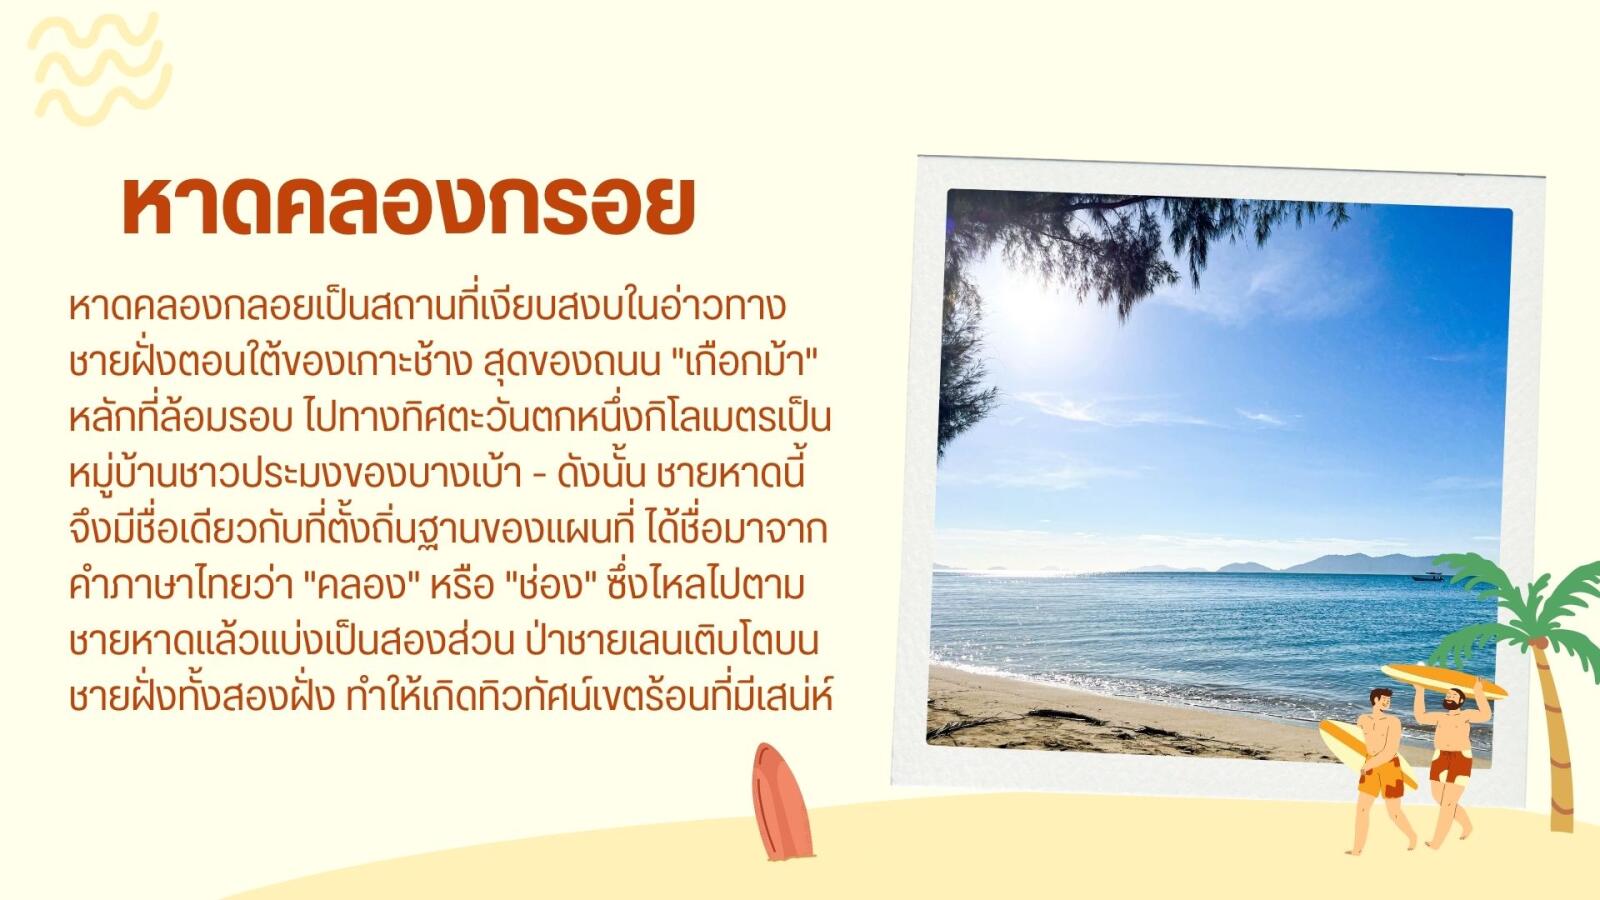 หาดคลองกรอย
หาดคลองกลอยเป็นสถานที่เงียบสงบในอ่าวทาง
ชายฝั่งตอนใต้ของเกาะช้าง สุดของถนน "เกือกม้า"
หลักที่ล้อมรอบ ไปทางทิศตะวันตกหนึ่งกิโลเมตรเป็น
หมู่บ้านชาวประมงของบางเบ้า - ดังนั้น ชายหาดนี้
จึงมีชื่อเดียวกับที่ตั้งถิ่นฐานของแผนที่ ได้ชื่อมาจาก
คำภาษาไทยว่า "คลอง" หรือ "ช่อง" ซึ่งไหลไปตาม
ชายหาดแล้วแบ่งเป็นสองส่วน ป่าชายเลนเติบโตบน
ชายฝั่งทั้งสองฝั่ง ทำให้เกิดทิวทัศน์เขตร้อนที่มีเสน่ห์